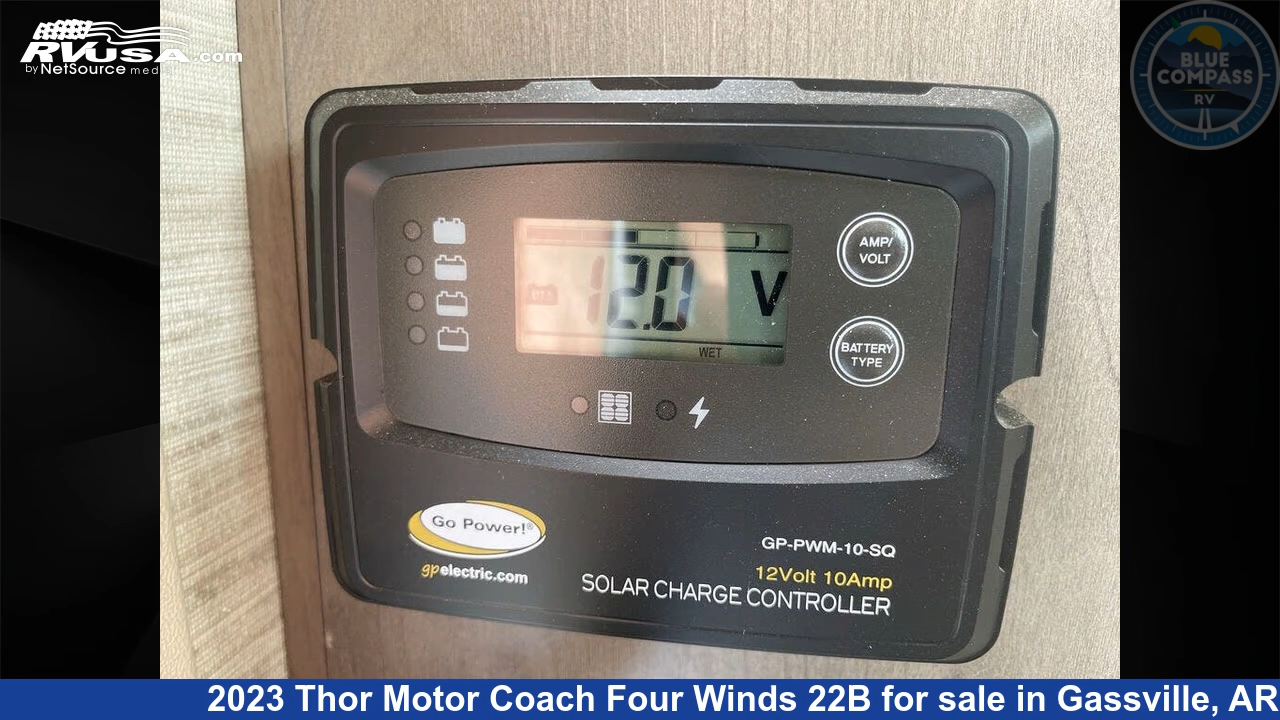 RVUSA.com
by NetSource media
BLUE
COMPASS
RV
AMP/
VOLT
12.0 V
WET
BATTERY
TYPE
Go Power!®
gpelectric.com
GP-PWM-10-SQ
12Volt 10Amp
SOLAR CHARGE CONTROLLER
2023 Thor Motor Coach Four Winds 22B for sale in Gassville, AR